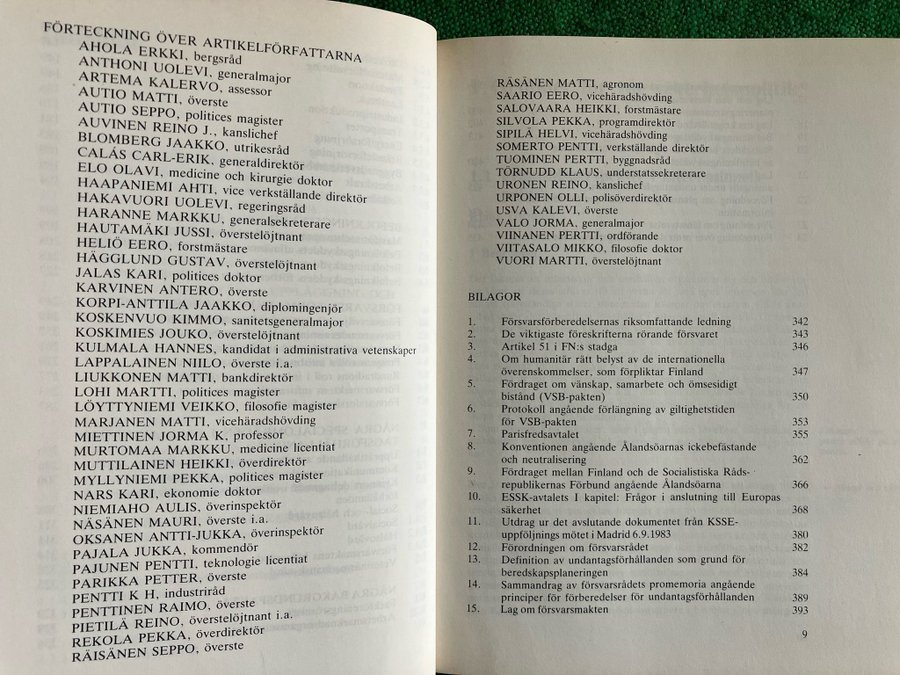 FÖRTECKNING ÖVER ARTIKELFÖRFATTARNA
AHOLA ERKKI, bergsråd
ANTHONI UOLEVI, generalmajor
ARTEMA KALERVO, assessor
AUTIO MATTI, överste
AUTIO SEPPO, politices magister
AUVINEN REINO J., kanslichef
BLOMBERG JAAKKO, utrikesråd
CALÁS CARL-ERIK, generaldirektör
ELO OLAVI, medicine och kirurgie doktor
HAAPANIEMI AHTI, vice verkställande direktör
HAKAVUORI UOLEVI, regeringsråd
HARANNE MARKKU, generalsekreterare
HAUTAMÄKI JUSSI, överstelöjtnant
HELIÖ EERO, forstmästare
HÄGGLUND GUSTAV, överstelöjtnant
JALAS KARI, politices doktor
KARVINEN ANTERO, överste
KORPI-ANTTILA JAAKKO, diplomingenjör
KOSKENVUO KIMMO, sanitetsgeneralmajor
KOSKIMIES JOUKO, överstelöjtnant
KULMALA HANNES, kandidat i administrativa vetenskaper
LAPPALAINEN NIILO, överste i.a.
LIUKKONEN MATTI, bankdirektör
LOHI MARTTI, politices magister
LÖYTTYNIEMI VEIKKO, filosofie magister
MARJANEN MATTI, vicehäradshövding
MIETTINEN JORMA K, professor
MURTOMAA MARKKU, medicine licentiat
MUTTILAINEN HEIKKI, överdirektör
MYLLYNIEMI PEKKA, politices magister
NARS KARI, ekonomie doktor
NIEMIAHO AULIS, överinspektör
NÄSÄNEN MAURI, överste i.a.
OKSANEN ANTTI-JUKKA, överinspektör
PAJALA JUKKA, kommendör
PAJUNEN PENTTI, teknologie licentiat
PARIKKA PETTER, överste
PENTTI K H, industriråd
PENTTINEN RAIMO, överste
PIETILÄ REINO, överstelöjtnant i.a.
REKOLA PEKKA, överdirektör
RÄISÄNEN SEPPO, överste
RÄSÄNEN MATTI, agronom
SAARIO EERO, vicehäradshövding
SALOVAARA HEIKKI, forstmästare
SILVOLA PEKKA, programdirektör
SIPILÄ HELVI, vicehäradshövding
SOMERTO PENTTI, verkställande direktör
TUOMINEN PERTTI, byggnadsråd
TÖRNUDD KLAUS, understatssekreterare
URONEN REINO, kanslichef
URPONEN OLLI, polisöverdirektör
USVA KALEVI, överste
VALO JORMA, generalmajor
VIINANEN PERTTI, ordförande
VIITASALO MIKKO, filosofie doktor
VUORI MARTTI, överstelöjtnant
BILAGOR
1. Försvarsförberedelsernas riksomfattande ledning 342
2. De viktigaste föreskrifterna rörande försvaret 343
3. Artikel 51 i FN:s stadga 346
4. Om humanitär rätt belyst av de internationella
överenskommelser, som förpliktar Finland 347
5. Fördraget om vänskap, samarbete och ömsesidigt
bistånd (VSB-pakten) 350
6. Protokoll angående förlängning av giltighetstiden
för VSB-pakten 353
7. Parisfredsavtalet 355
8. Konventionen angående Ålandsöarnas ickebefästande
och neutralisering 362
9. Fördraget mellan Finland och de Socialistiska Råds-
republikernas Förbund angående Ålandsöarna 366
10. ESSK-avtalets I kapitel: Frågor i anslutning till Europas
säkerhet 368
11. Utdrag ur det avslutande dokumentet från KSSE-
uppföljnings mötet i Madrid 6.9.1983 380
12. Förordningen om försvarsrådet 382
13. Definition av undantagsförhållanden som grund för
beredskapsplaneringen 384
14. Sammandrag av försvarsrådets promemoria angående
principer för förberedelser för undantagsförhållanden 389
15. Lag om försvarsmakten 393
9